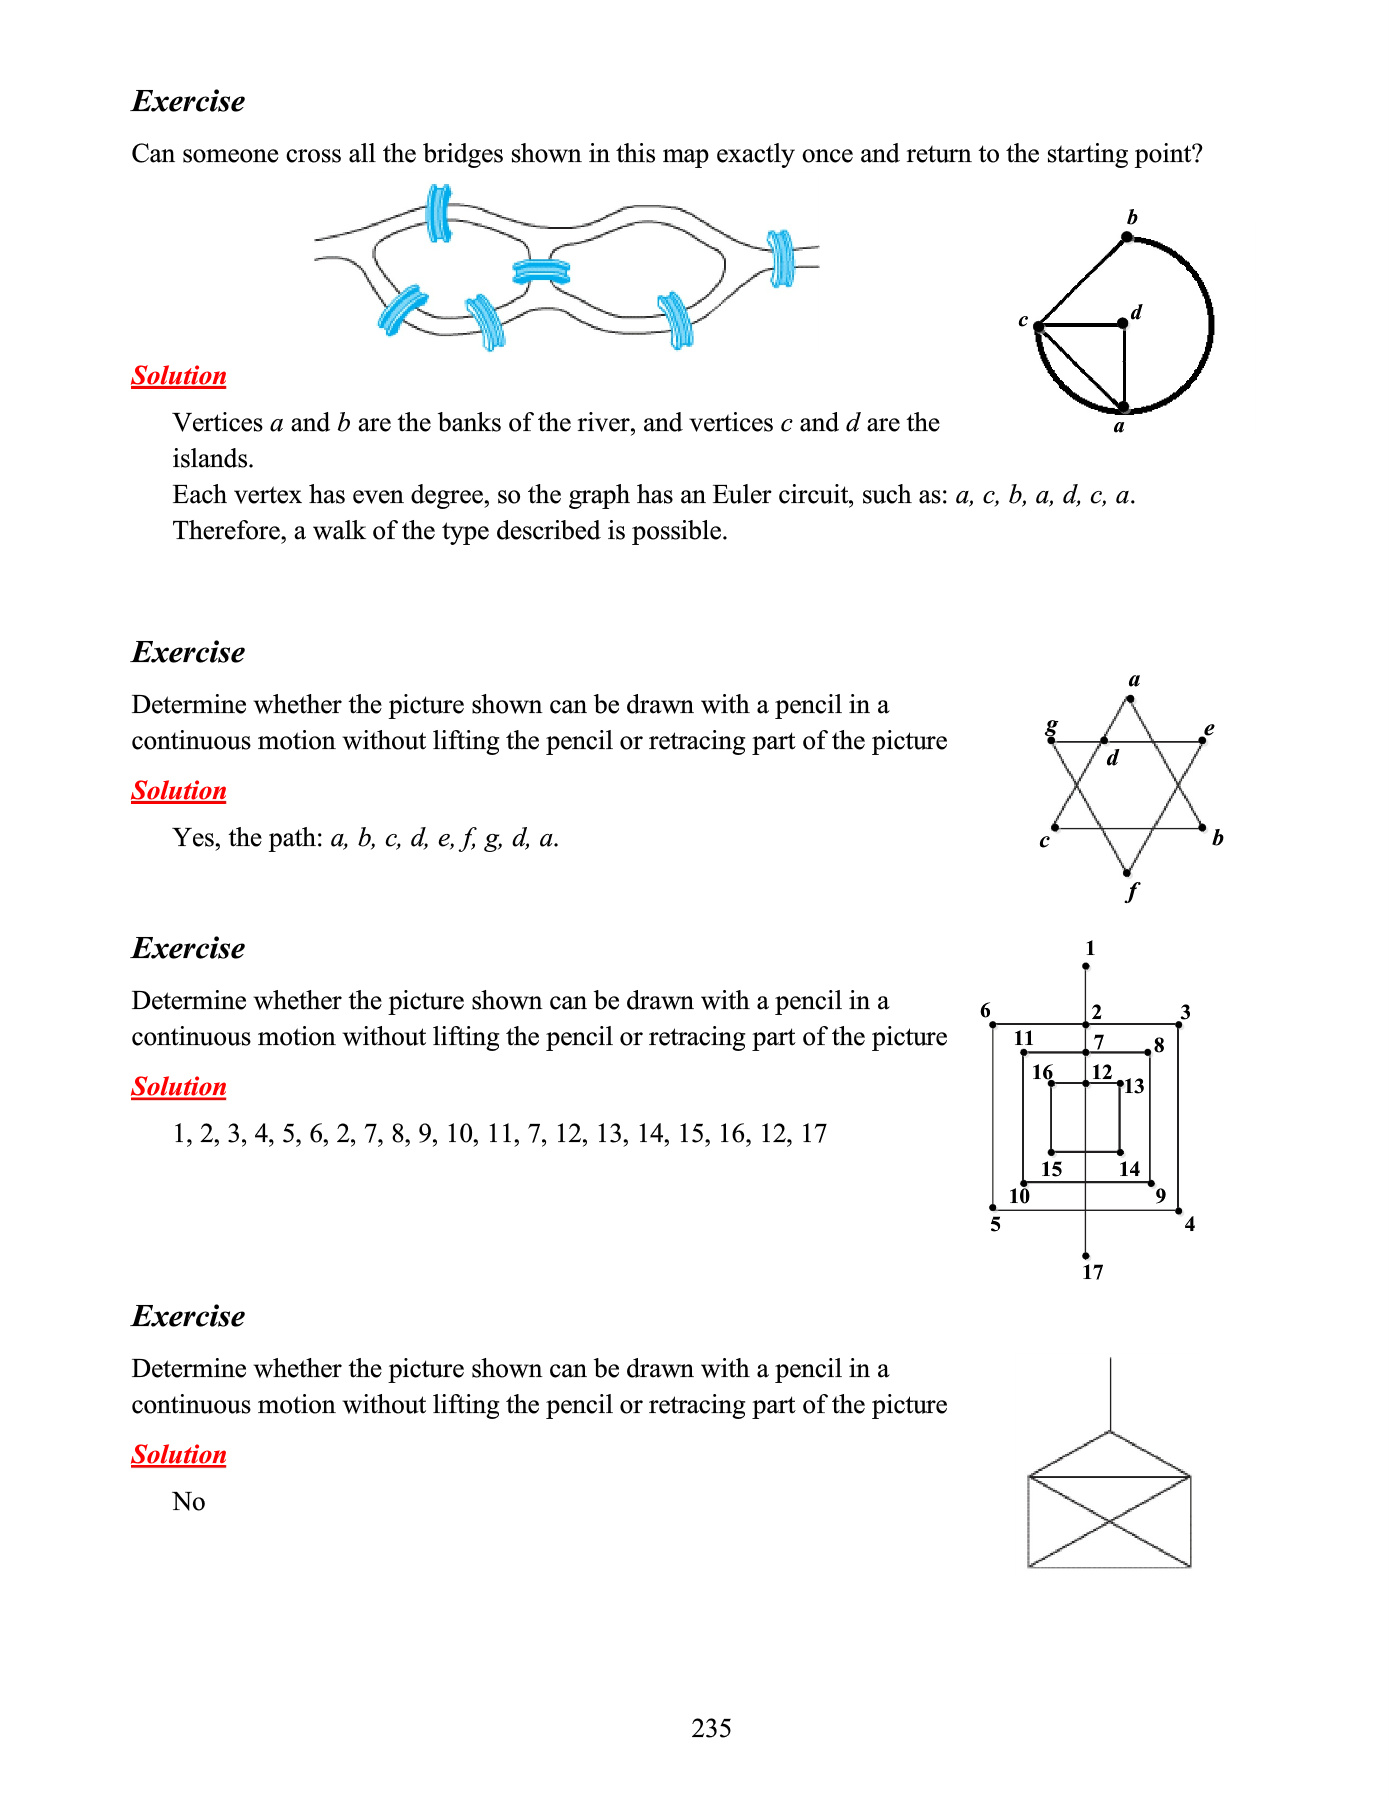 Exercise
Can someone cross all the bridges shown in this map exactly once and return to the starting point?
b
c
d
a
Solution
Vertices a and b are the banks of the river, and vertices c and d are the
islands.
Each vertex has even degree, so the graph has an Euler circuit, such as: a, c, b, a, d, c, a.
Therefore, a walk of the type described is possible.
Exercise
Determine whether the picture shown can be drawn with a pencil in a
continuous motion without lifting the pencil or retracing part of the picture
a
g
e
d
c
b
f
Solution
Yes, the path: a, b, c, d, e, f, g, d, a.
Exercise
Determine whether the picture shown can be drawn with a pencil in a
continuous motion without lifting the pencil or retracing part of the picture
1
6 2 3
11 7 8
16 12 13
15 14
10 9
5 4
17
Solution
1, 2, 3, 4, 5, 6, 2, 7, 8, 9, 10, 11, 7, 12, 13, 14, 15, 16, 12, 17
Exercise
Determine whether the picture shown can be drawn with a pencil in a
continuous motion without lifting the pencil or retracing part of the picture
Solution
No
235